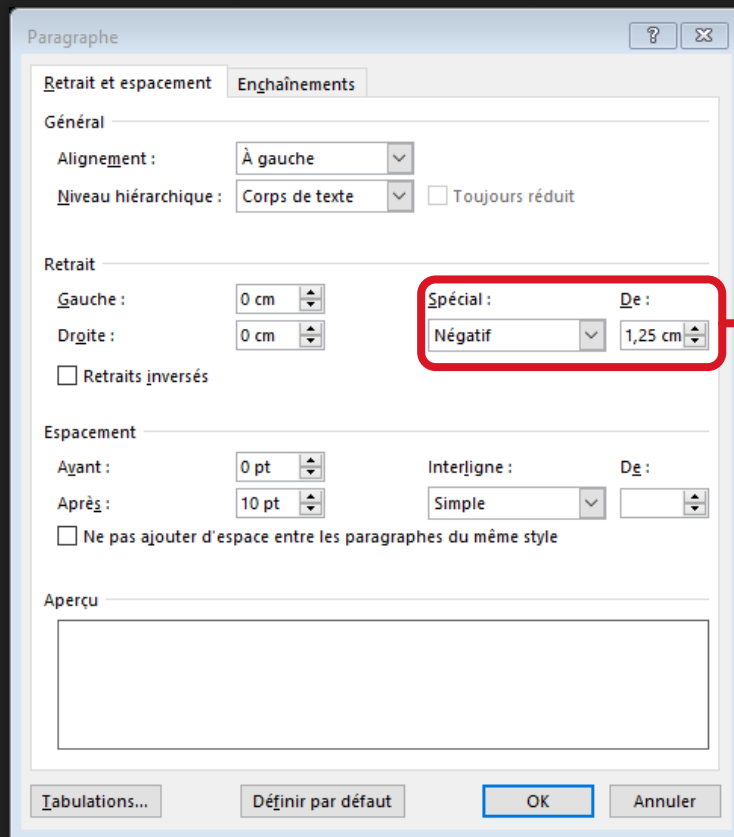 Paragraphe
Retrait et espacement Enchaînements
Général
Alignement : À gauche
Niveau hiérarchique : Corps de texte Toujours réduit
Retrait
Gauche : 0 cm Spécial : De :
Droite : 0 cm Négatif 1,25 cm
Retraits inversés
Espacement
Avant : 0 pt Interligne : De :
Après : 10 pt Simple
Ne pas ajouter d'espace entre les paragraphes du même style
Aperçu
Tabulations... Définir par défaut OK Annuler